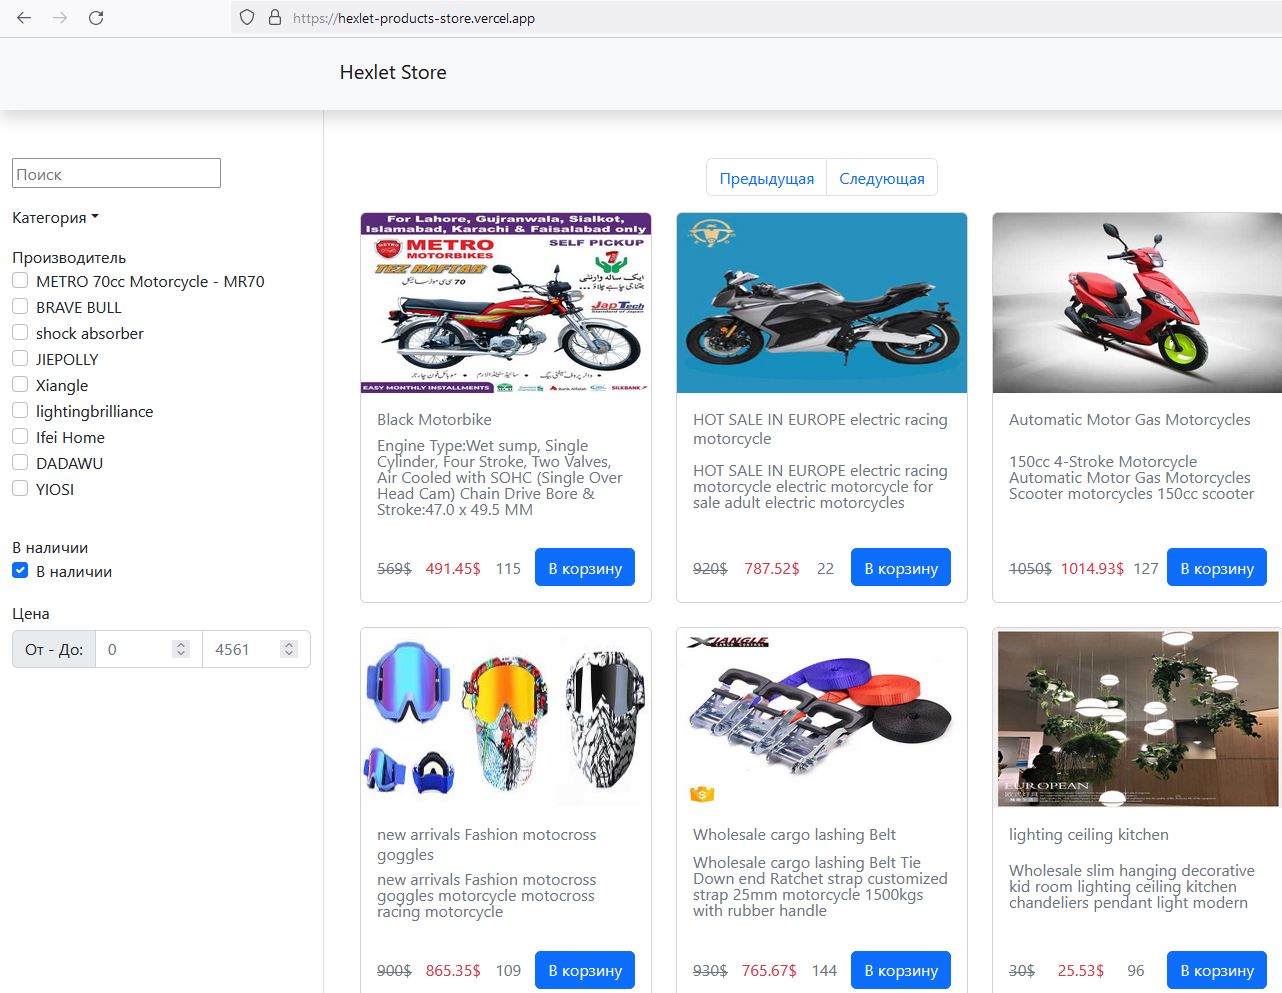 https://hexlet-products-store.vercel.app
Hexlet Store
Поиск
Категория
Производитель
METRO 70cc Motorcycle - MR70
BRAVE BULL
shock absorber
JIEPOLLY
Xiangle
lightingbrilliance
Ifei Home
DADAWU
YIOSI
В наличии
В наличии
Цена
От - До:
0
4561
Предыдущая
Следующая
For Lahore, Gujranwala, Sialkot,
Islamabad, Karachi & Faisalabad only
METRO
MOTORBIKES
SELF PICKUP
TEZ RAFTAR
ایک سالہ وارنٹی
70
JapTech
Standard of Japan
EASY MONTHLY INSTALLMENTS
Bank Alfalah
SILKBANK
Black Motorbike
Engine Type:Wet sump, Single
Cylinder, Four Stroke, Two Valves,
Air Cooled with SOHC (Single Over
Head Cam) Chain Drive Bore &
Stroke:47.0 x 49.5 MM
569$ 491.45$ 115 В корзину
HOT SALE IN EUROPE electric racing
motorcycle
HOT SALE IN EUROPE electric racing
motorcycle electric motorcycle for
sale adult electric motorcycles
920$ 787.52$ 22 В корзину
Automatic Motor Gas Motorcycles
150cc 4-Stroke Motorcycle
Automatic Motor Gas Motorcycles
Scooter motorcycles 150cc scooter
1050$ 1014.93$ 127 В корзину
new arrivals Fashion motocross
goggles
new arrivals Fashion motocross
goggles motorcycle motocross
racing motorcycle
900$ 865.35$ 109 В корзину
XIANGLE
Wholesale cargo lashing Belt
Wholesale cargo lashing Belt Tie
Down end Ratchet strap customized
strap 25mm motorcycle 1500kgs
with rubber handle
930$ 765.67$ 144 В корзину
EUROPEAN
lighting ceiling kitchen
Wholesale slim hanging decorative
kid room lighting ceiling kitchen
chandeliers pendant light modern
30$ 25.53$ 96 В корзину